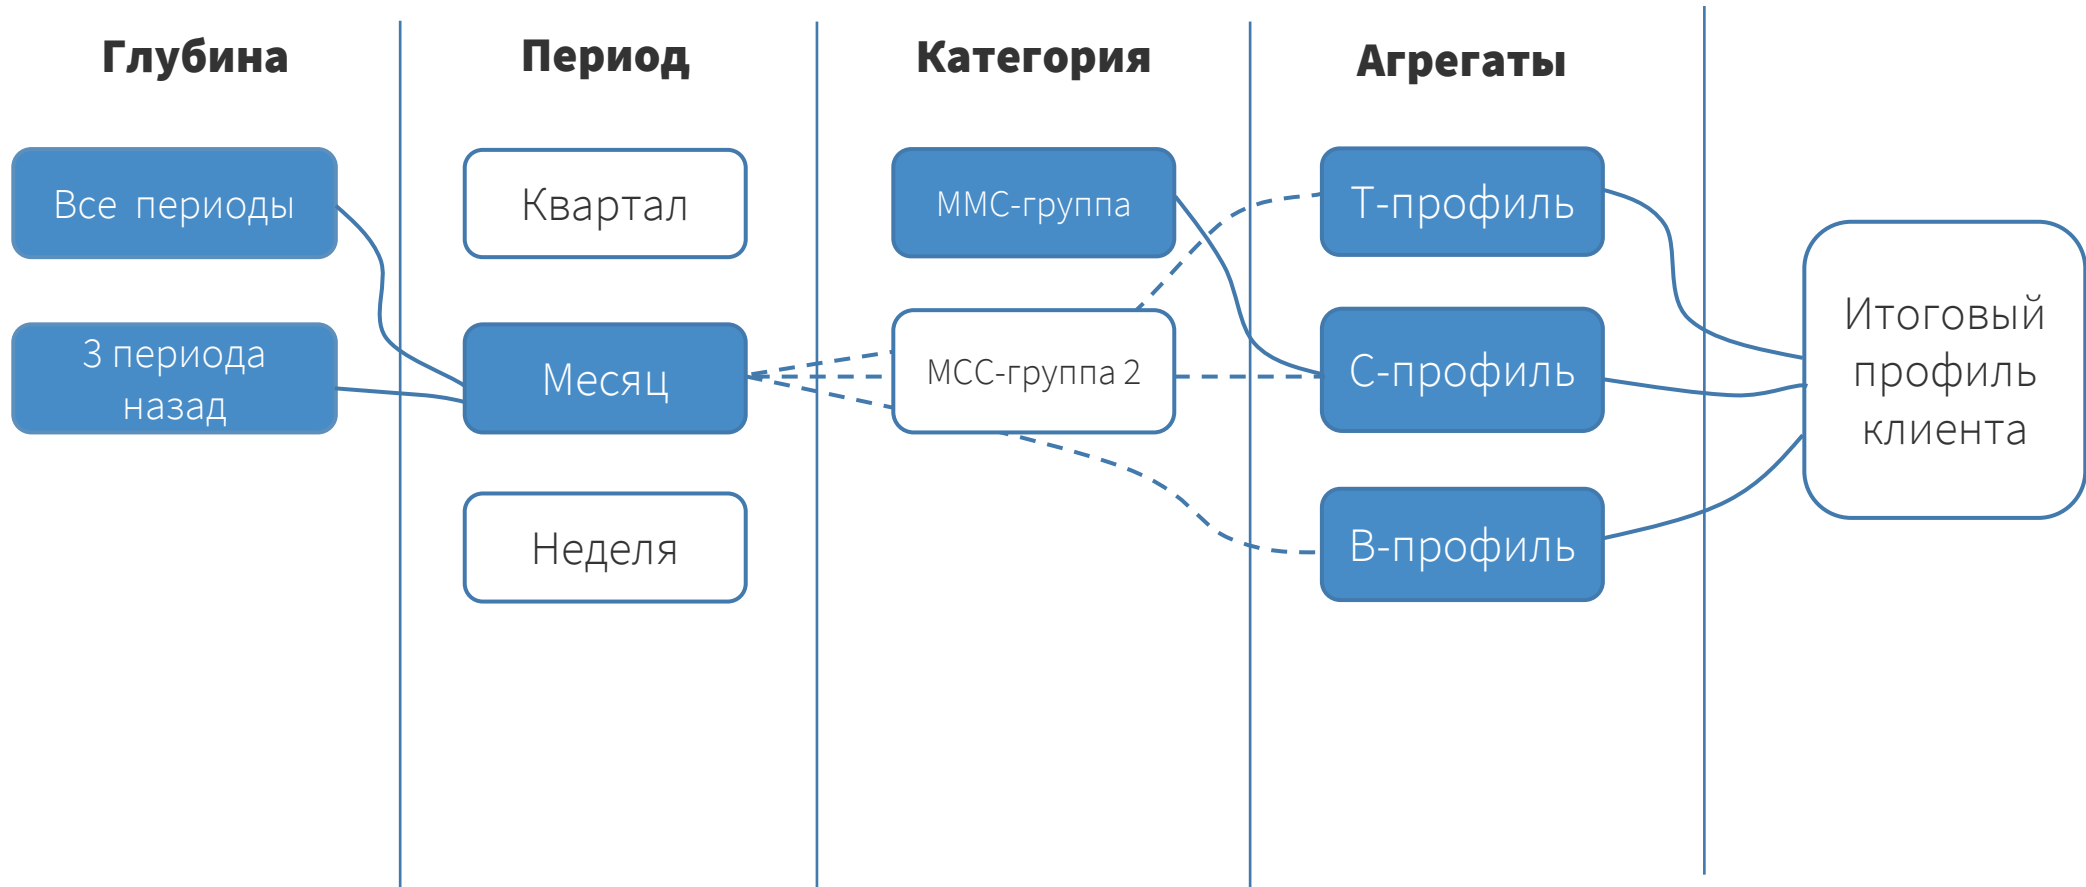 Глубина
Период
Категория
Агрегаты
Все периоды
3 периода
назад
Квартал
Месяц
Неделя
ММС-группа
МСС-группа 2
Т-профиль
С-профиль
В-профиль
Итоговый
профиль
клиента